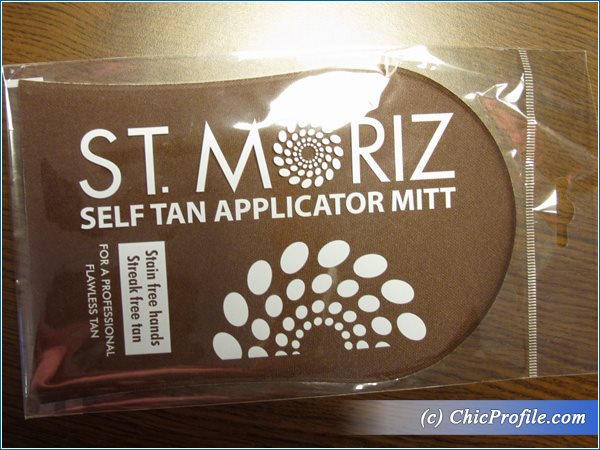 ST. MORIZ
SELF TAN APPLICATOR MITT
Stain free hands
Streak free tan
FOR A PROFESSIONAL
FLAWLESS TAN
(c) ChicProfile.com